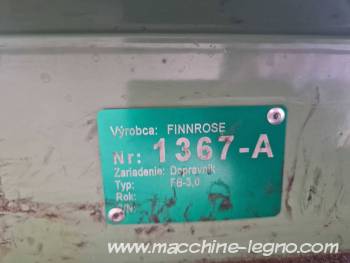 Výrobca: FINNROSE
Nr: 1367-A
Zariadenie: Dopravník
Typ: FB-3,0
Rok:
S/N:
www.macchine-legno.com